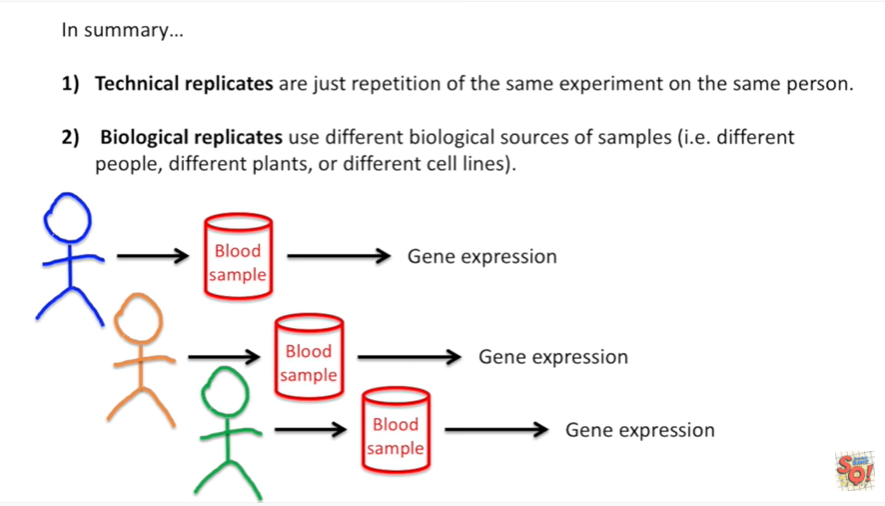 In summary...
1) Technical replicates are just repetition of the same experiment on the same person.
2) Biological replicates use different biological sources of samples (i.e. different
people, different plants, or different cell lines).
Blood
sample
Gene expression
Blood
sample
Gene expression
Blood
sample
Gene expression
SQ!